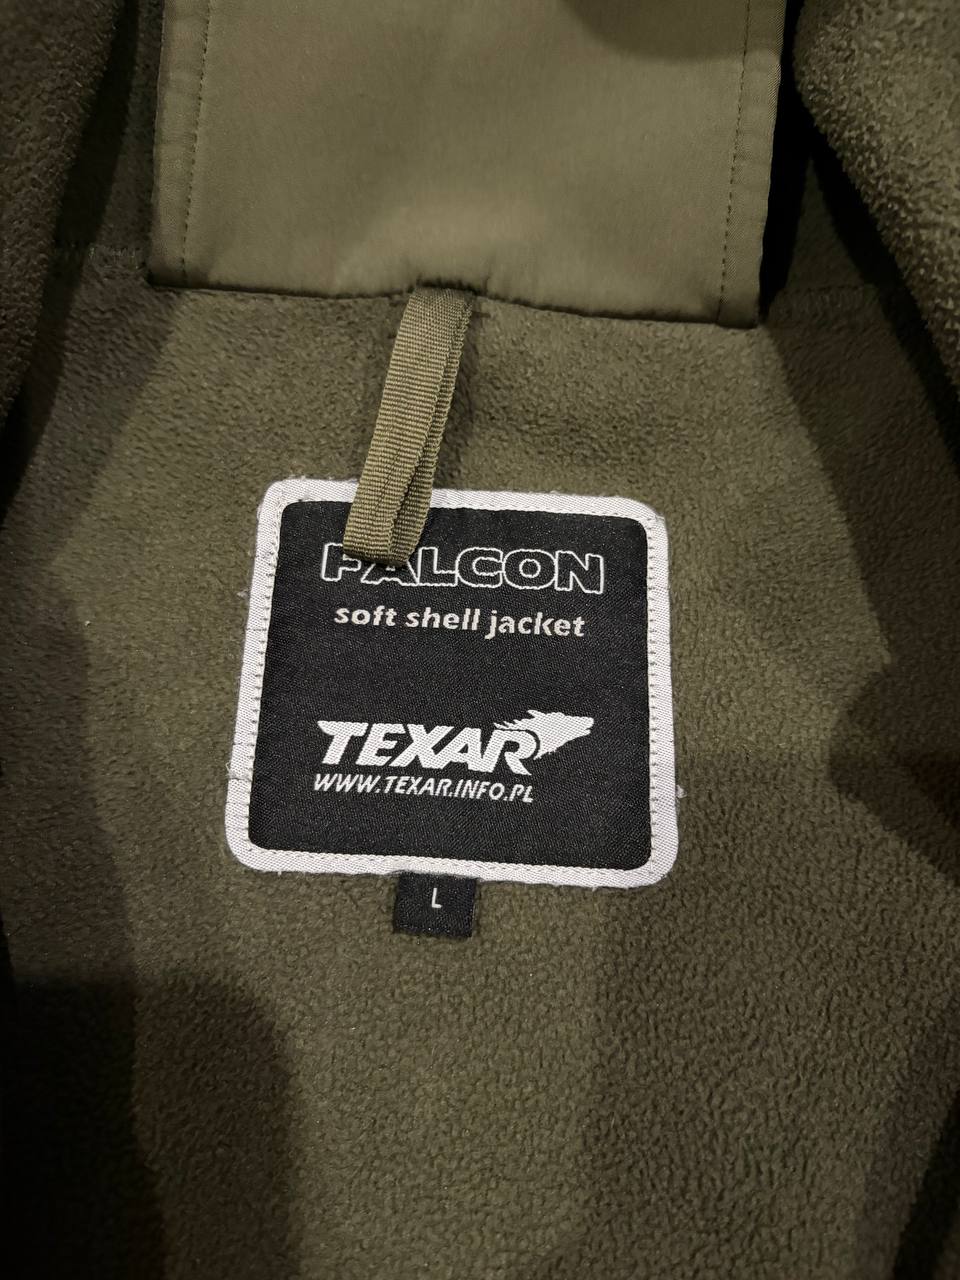 FALCON
soft shell jacket
TEXAR
WWW.TEXAR.INFO.PL
L